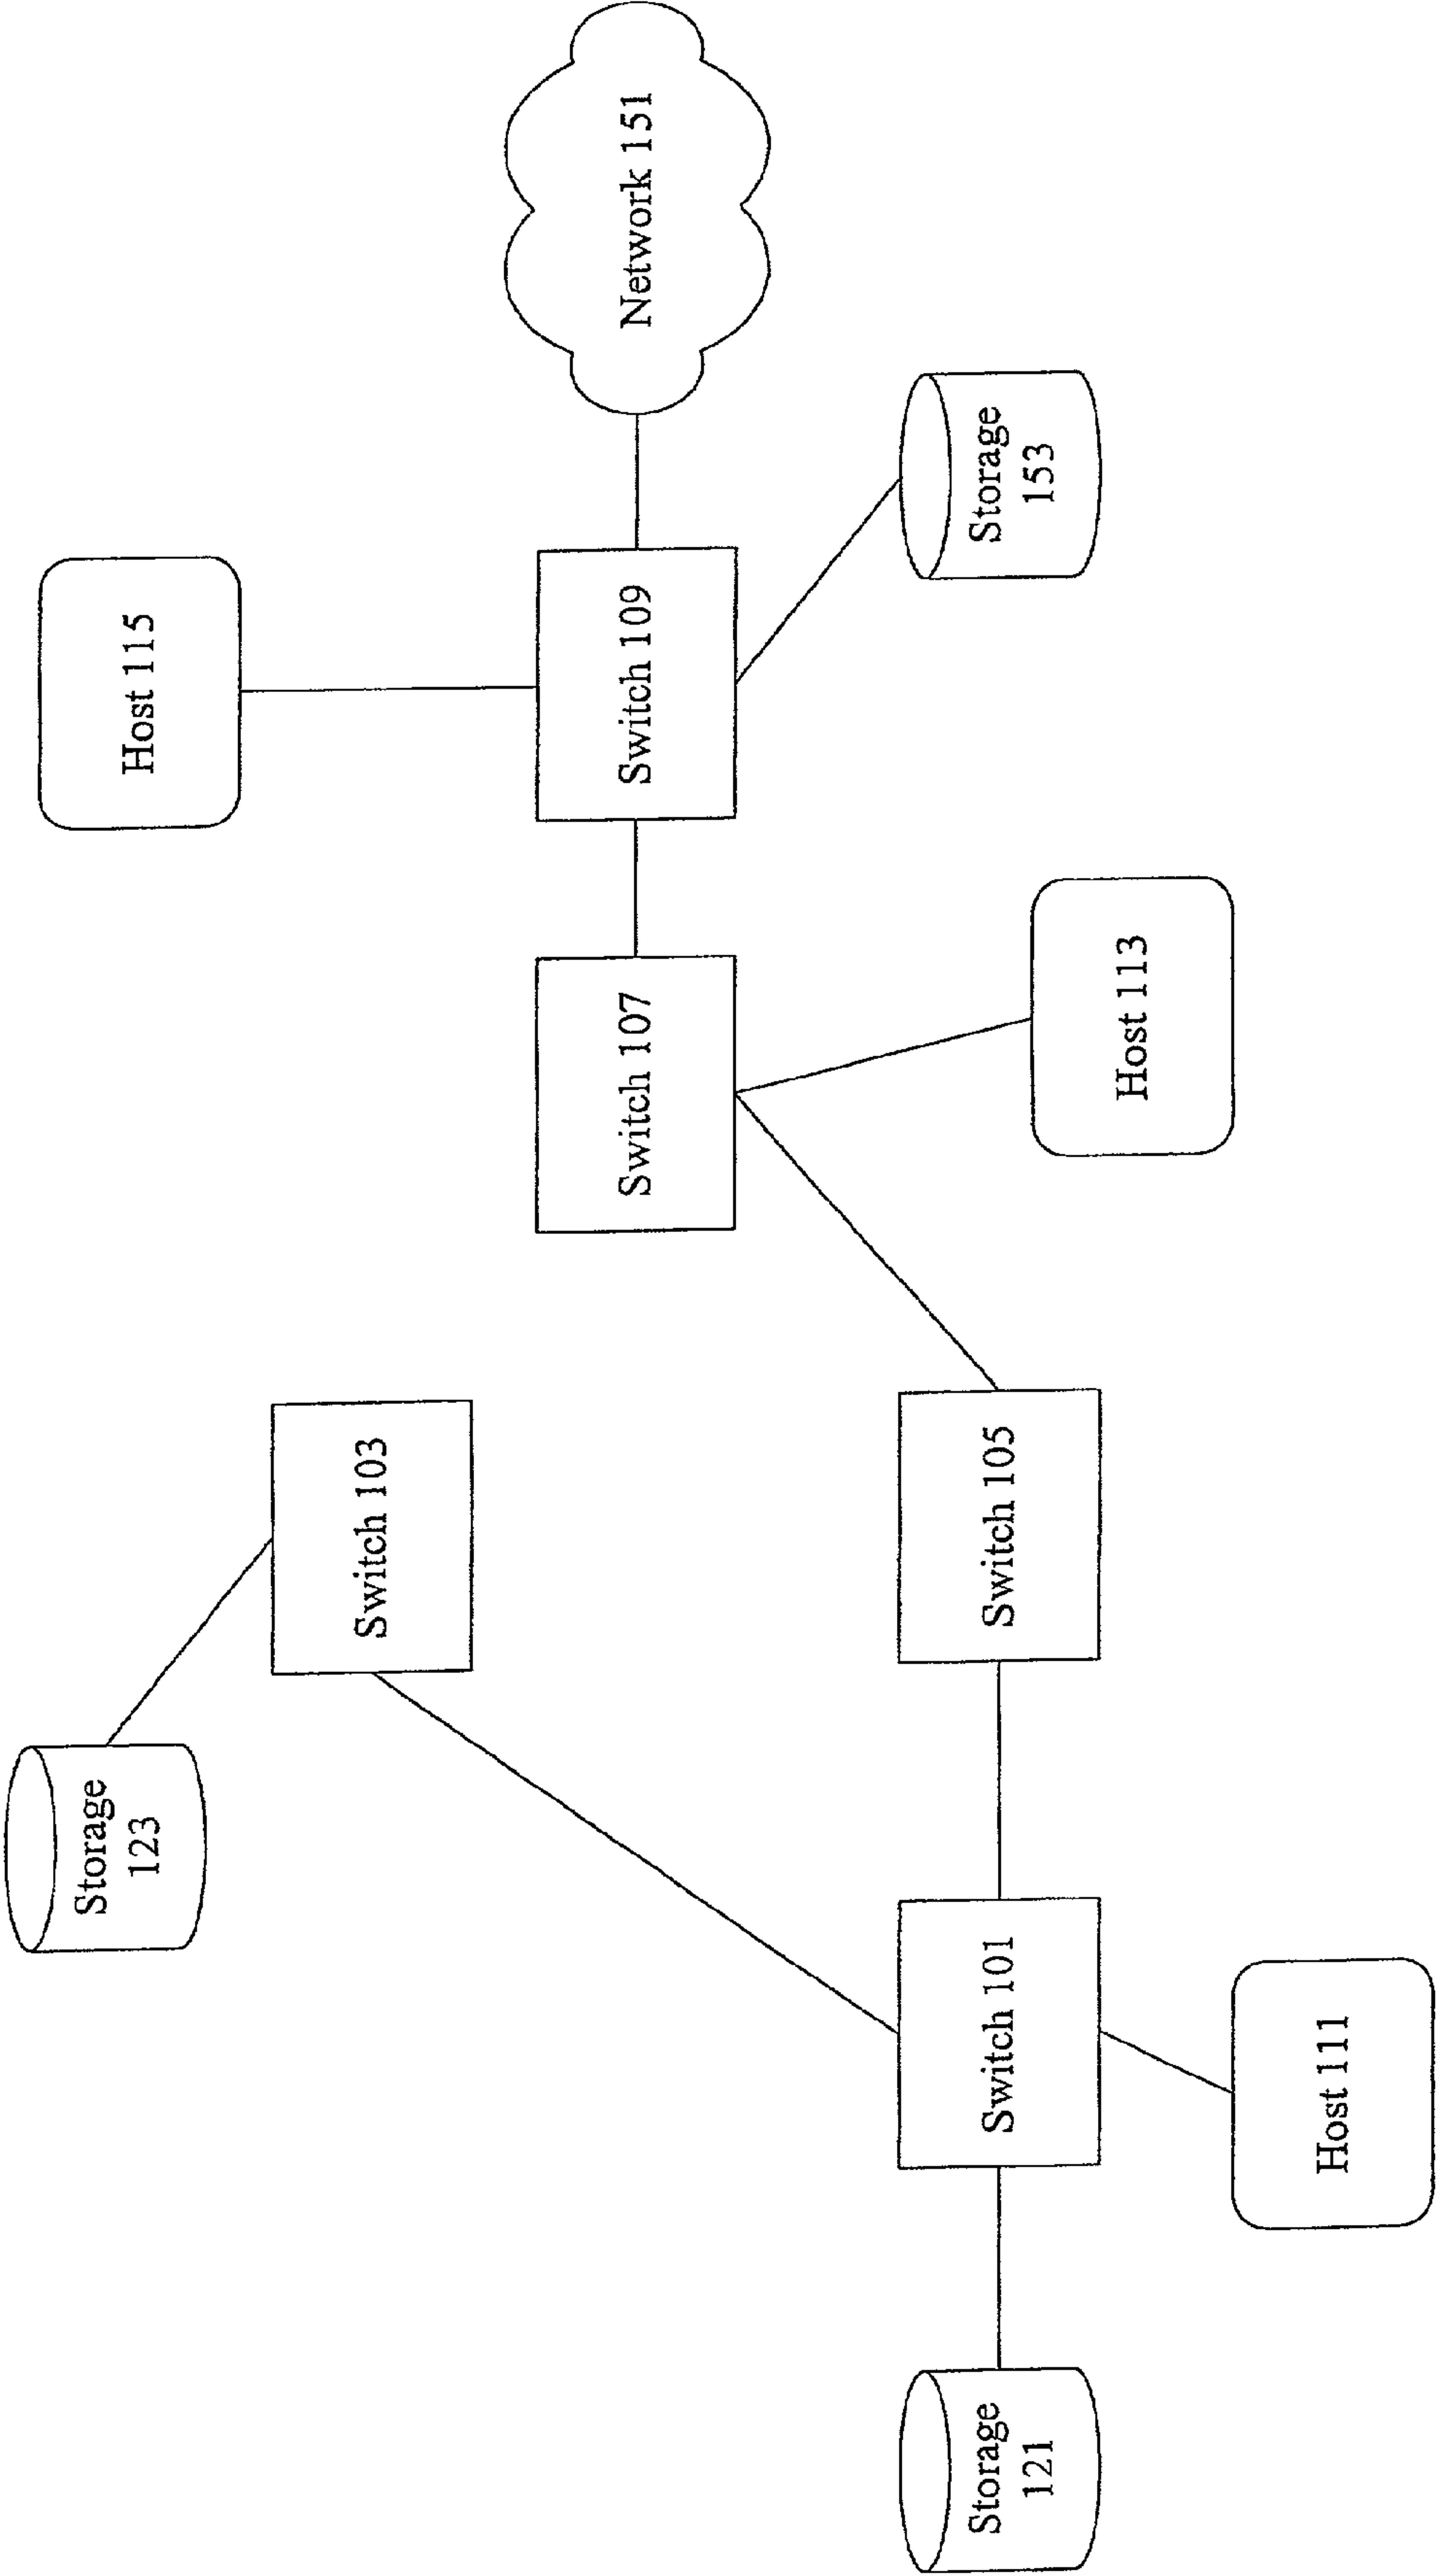 Storage
123
Host 115
Switch 103
Switch 107
Switch 109
Network 151
Storage
121
Switch 101
Switch 105
Storage
153
Host 111
Host 113